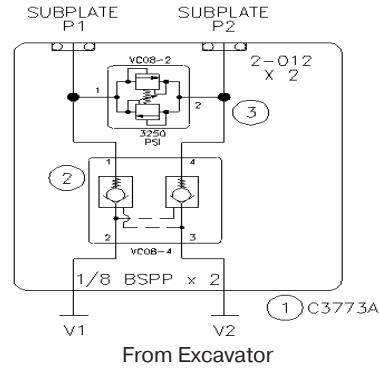 SUBPLATE SUBPLATE
P1 P2
VC08-2
2-012
X 2
1
2
3250
PSI
3
2
1 4
2 3
VC08-4
1/8 BSPP x 2
1 C3773A
V1 V2
From Excavator